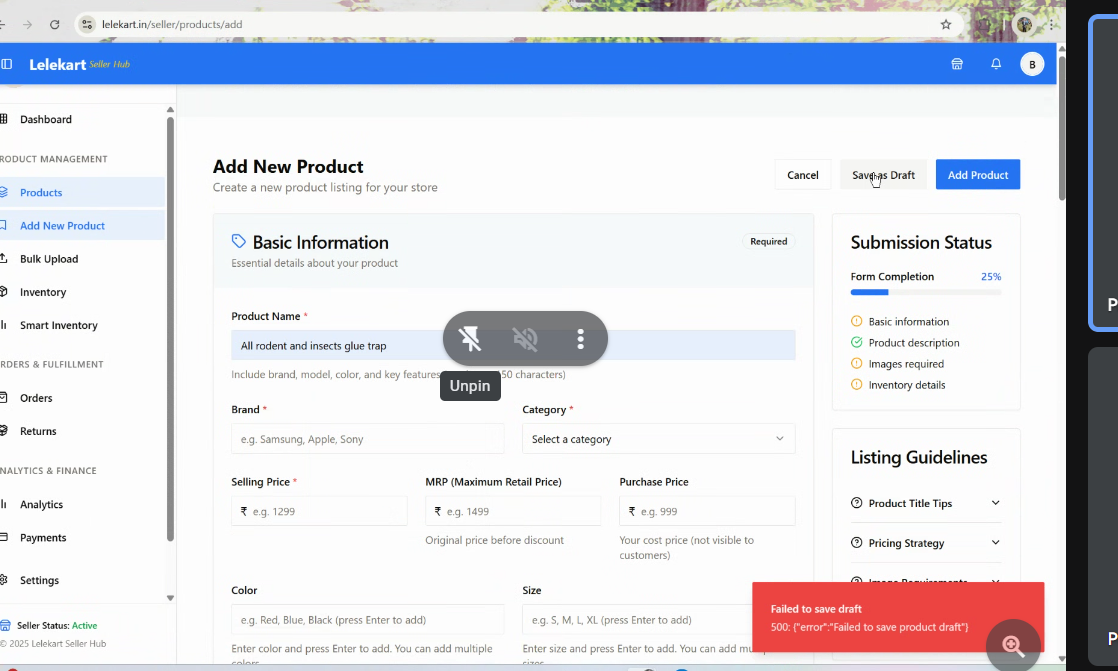 lelekart.in/seller/products/add
Lelekart Seller Hub
B
Dashboard
RODUCT MANAGEMENT
Products
Add New Product
Bulk Upload
Inventory
Smart Inventory
RDERS & FULFILLMENT
Orders
Returns
NALYTICS & FINANCE
Analytics
Payments
Settings
Seller Status: Active
© 2025 Lelekart Seller Hub
Add New Product
Create a new product listing for your store
Cancel
Save as Draft
Add Product
Basic Information
Required
Essential details about your product
Product Name *
All rodent and insects glue trap
Include brand, model, color, and key features
50 characters)
Unpin
Brand *
e.g. Samsung, Apple, Sony
Category *
Select a category
Selling Price *
₹ e.g. 1299
MRP (Maximum Retail Price)
₹ e.g. 1499
Original price before discount
Purchase Price
₹ e.g. 999
Your cost price (not visible to
customers)
Color
e.g. Red, Blue, Black (press Enter to add)
Enter color and press Enter to add. You can add multiple
colors.
Size
e.g. S, M, L, XL (press Enter to add)
Enter size and press Enter to add. You can add mu
sizes.
Submission Status
Form Completion 25%
Basic information
Product description
Images required
Inventory details
Listing Guidelines
Product Title Tips
Pricing Strategy
Image Requirements
Failed to save draft
500: {"error":"Failed to save product draft"}
P
P